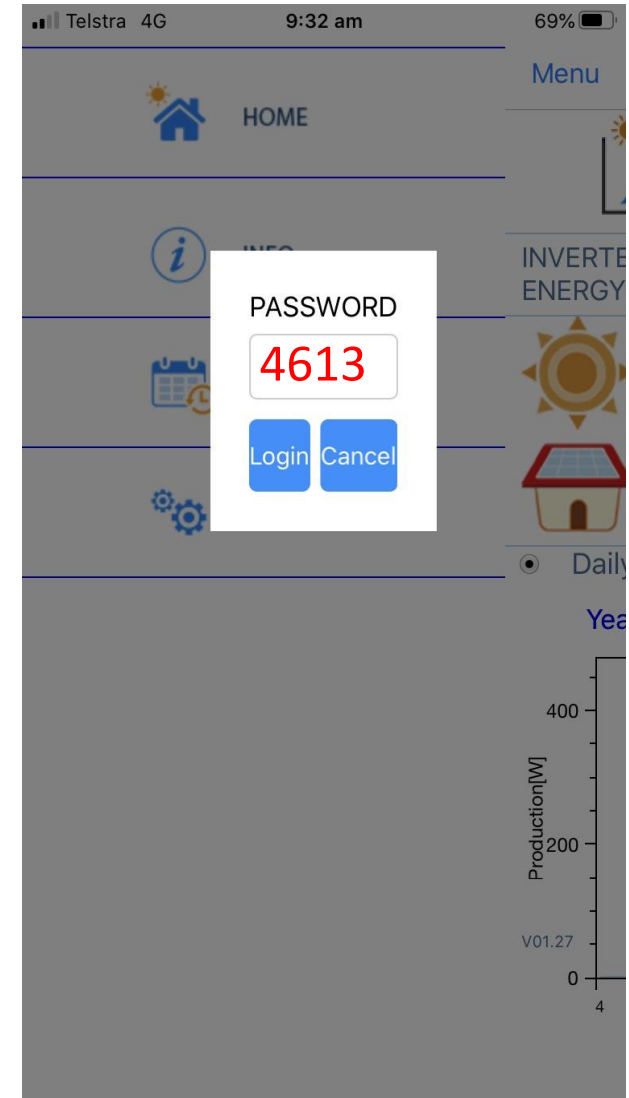 Telstra 4G 9:32 am 69%
Menu
HOME
INFO
INVERTE
ENERGY
PASSWORD
4613
Login Cancel
Daily
Yea
400
Production[W]
200
V01.27
0
4